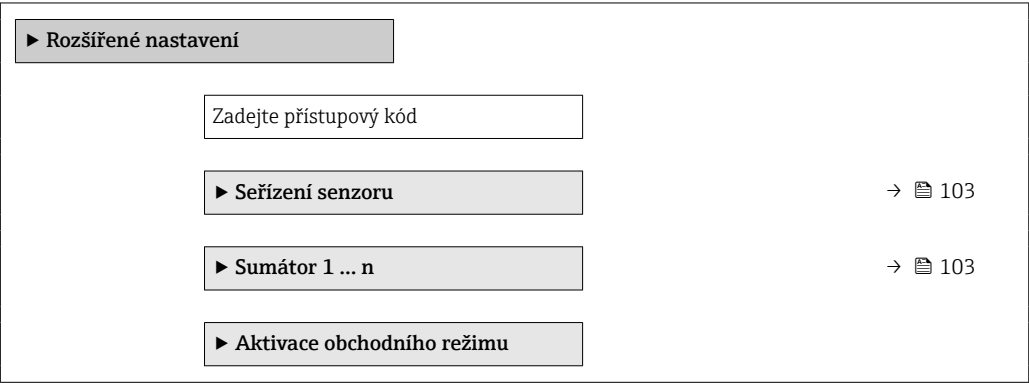 ▶ Rozšířené nastavení
Zadejte přístupový kód
▶ Seřízení senzoru → 103
▶ Sumátor 1 … n → 103
▶ Aktivace obchodního režimu